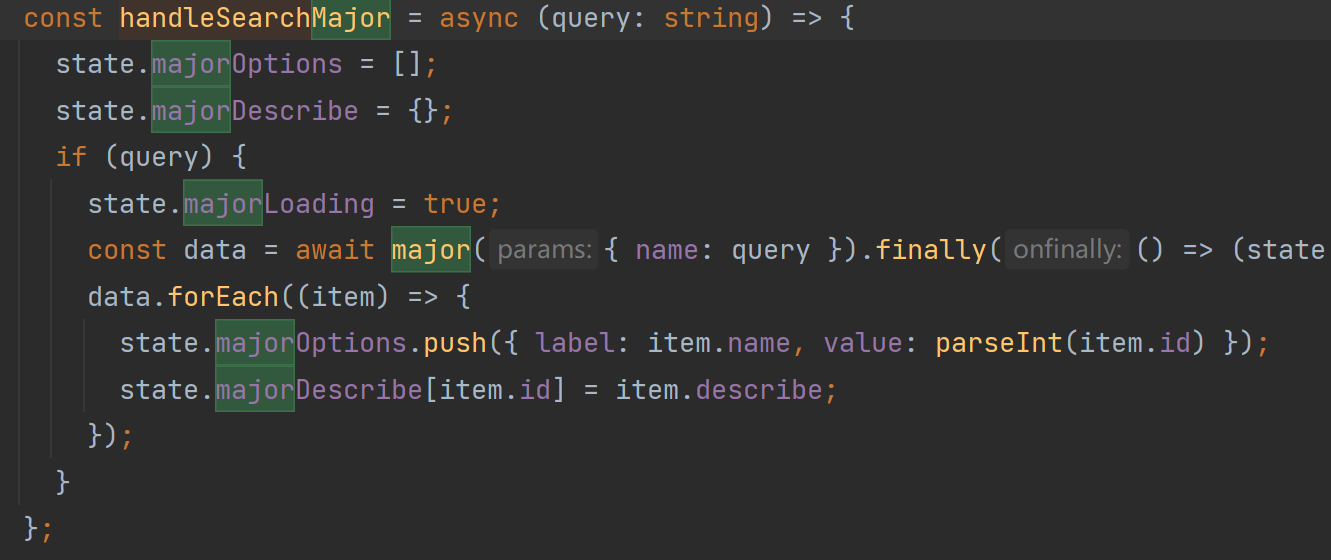 const handleSearchMajor = async (query: string) => {
state.majorOptions = [];
state.majorDescribe = {};
if (query) {
state.majorLoading = true;
const data = await major( params: { name: query }).finally( onfinally: () => (state
data.forEach((item) => {
state.majorOptions.push({ label: item.name, value: parseInt(item.id) });
state.majorDescribe[item.id] = item.describe;
});
}
};